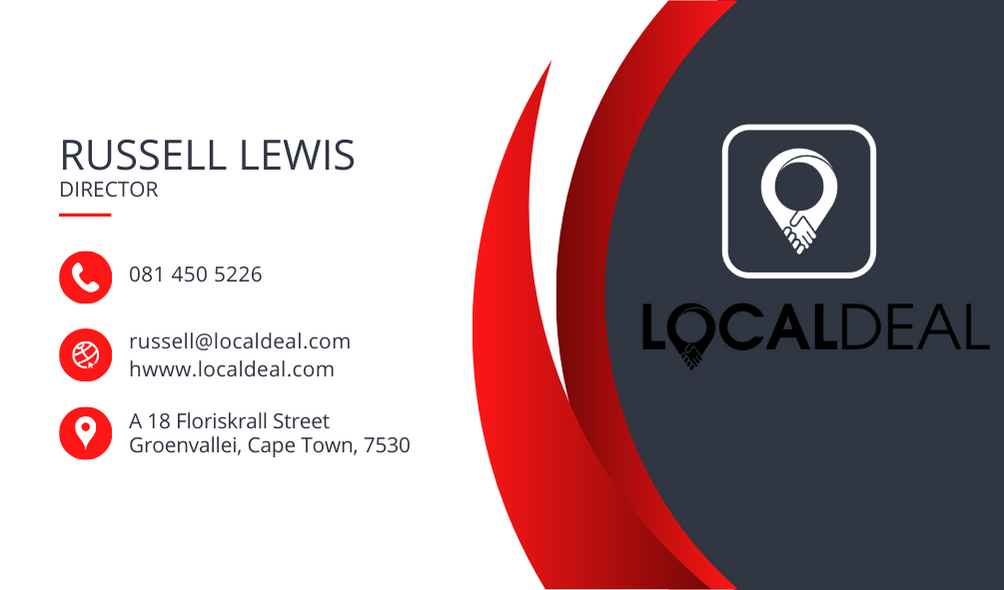 RUSSELL LEWIS
DIRECTOR
081 450 5226
russell@localdeal.com
hwww.localdeal.com
A 18 Floriskrall Street
Groenvallei, Cape Town, 7530
LOCALDEAL